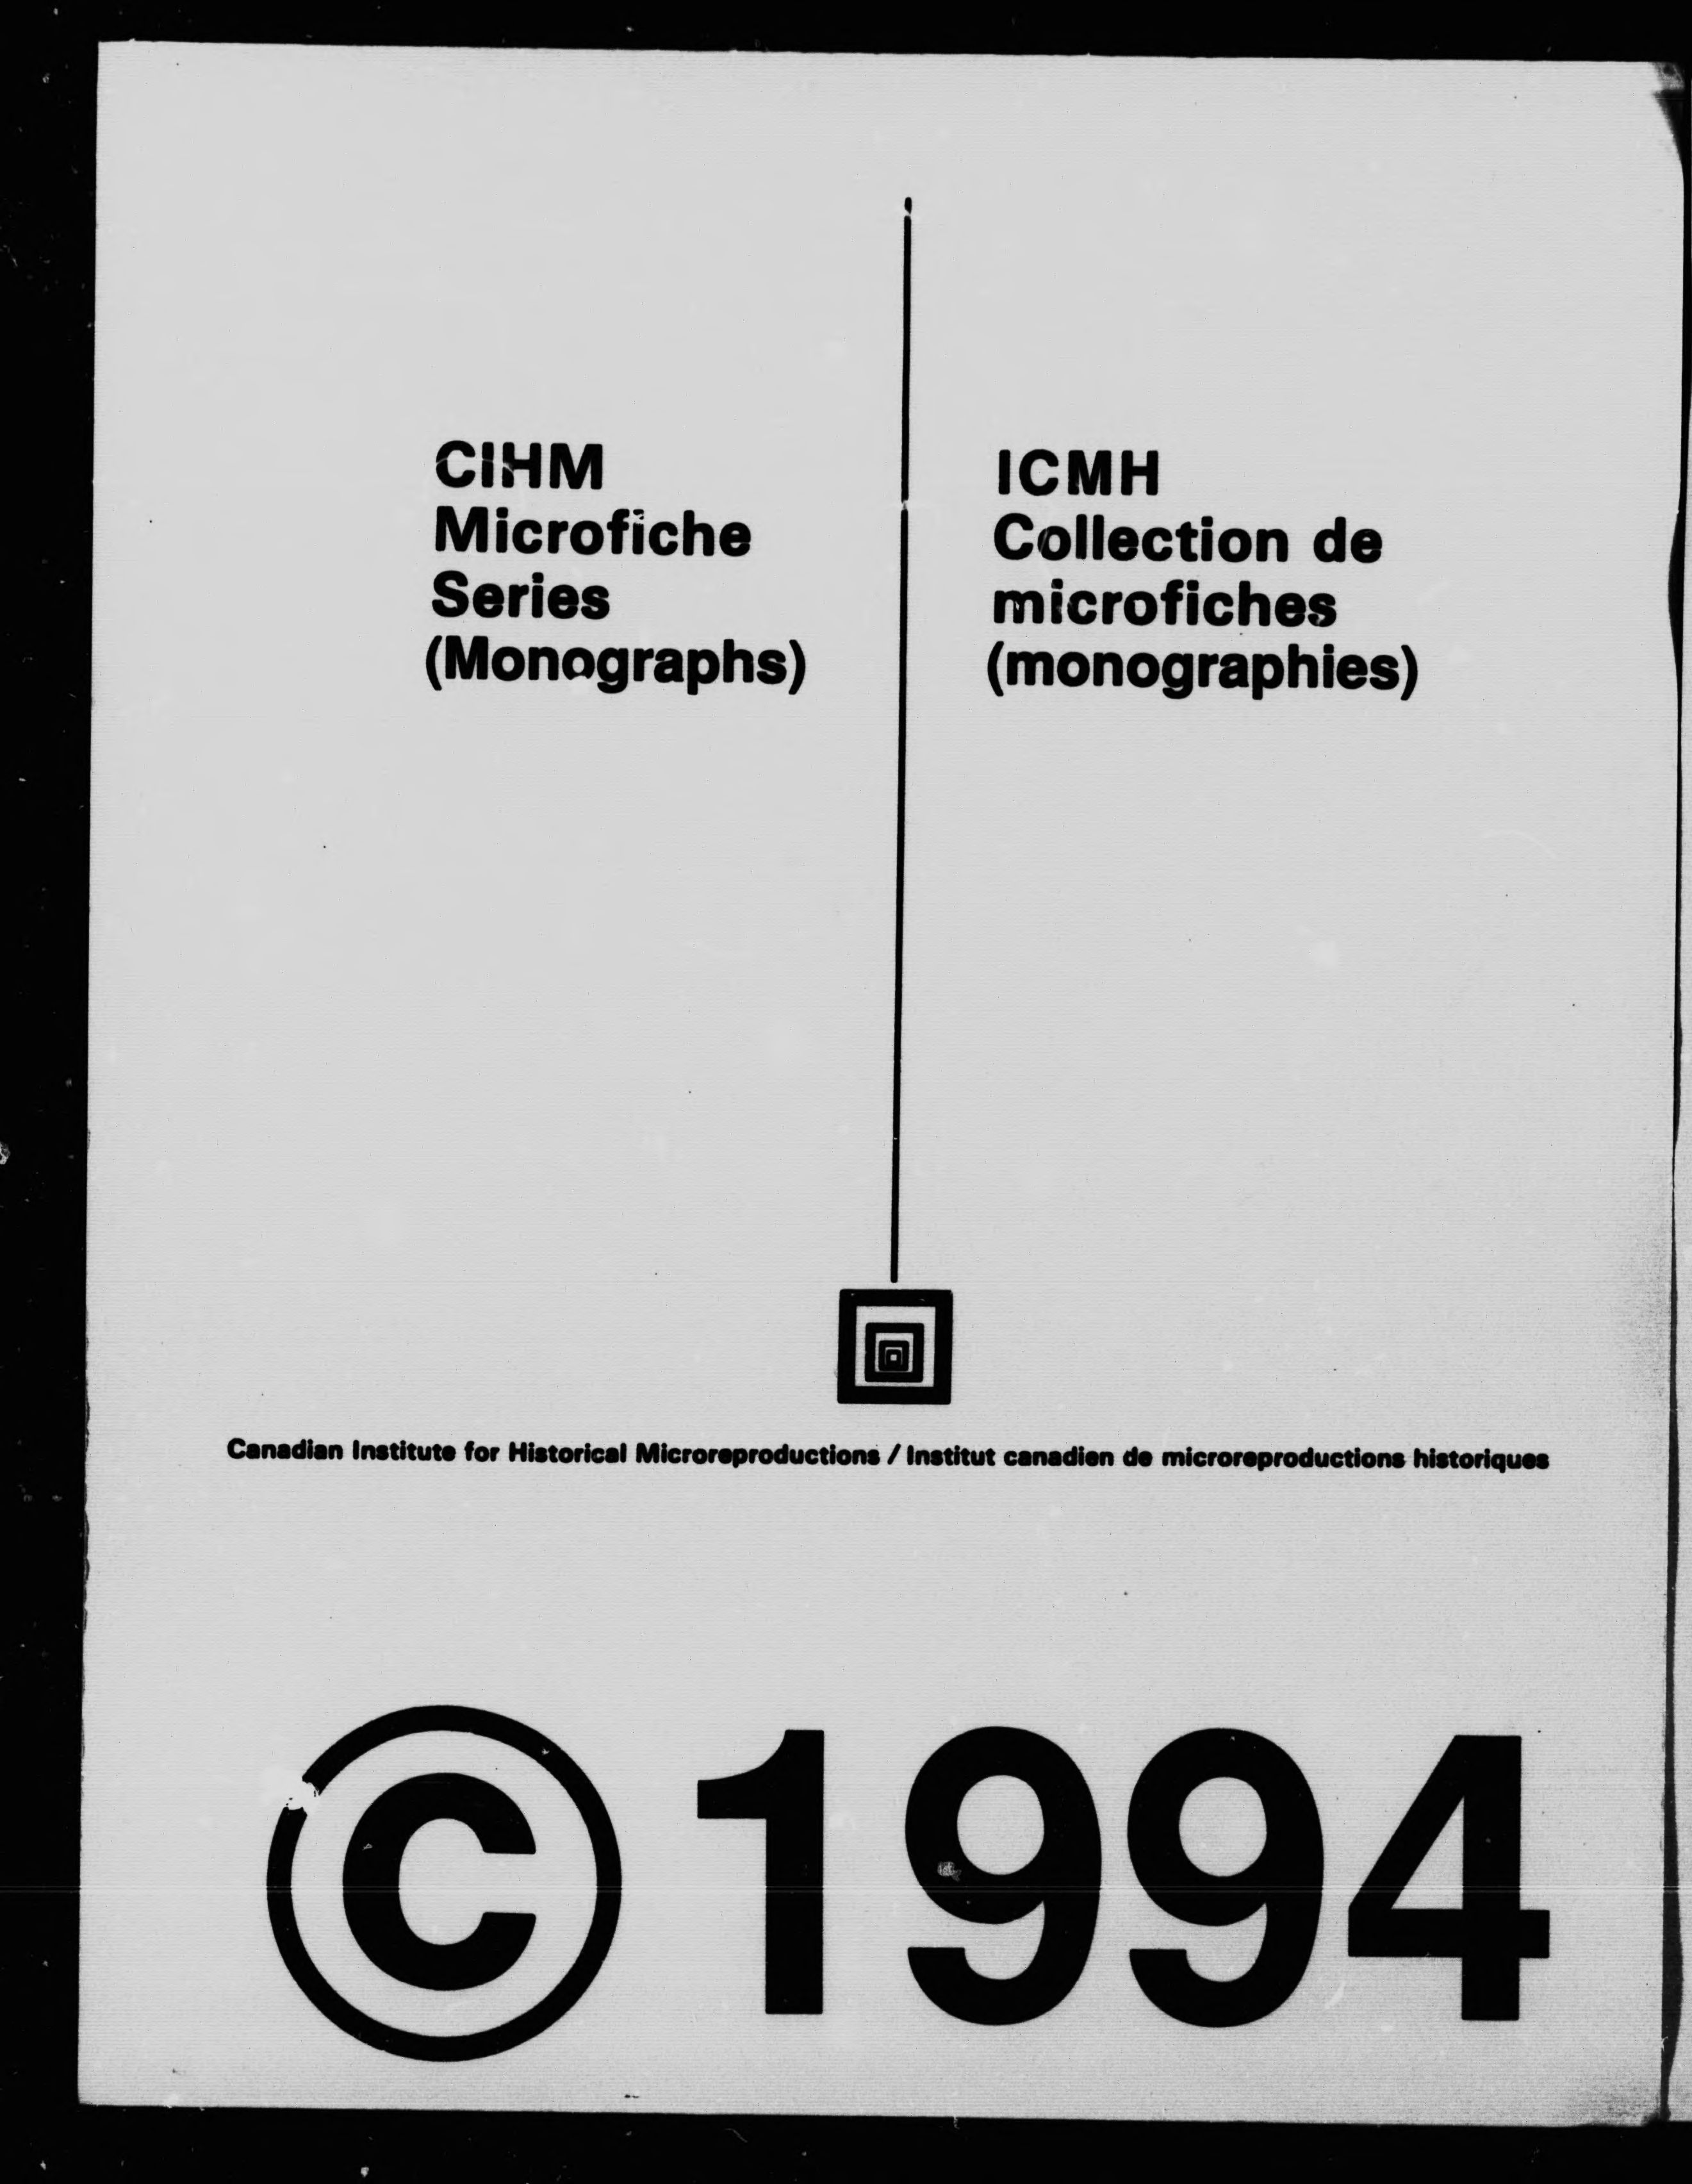 CIHM
Microfiche
Series
(Monographs)
ICMH
Collection de
microfiches
(monographies)
Canadian Institute for Historical Microreproductions / Institut canadien de microreproductions historiques
©1994